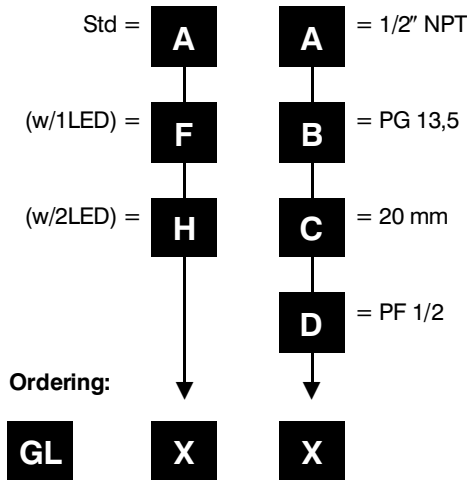 Std = A A = 1/2″ NPT
(w/1LED) = F B = PG 13,5
(w/2LED) = H C = 20 mm
D = PF 1/2
Ordering:
GL X X